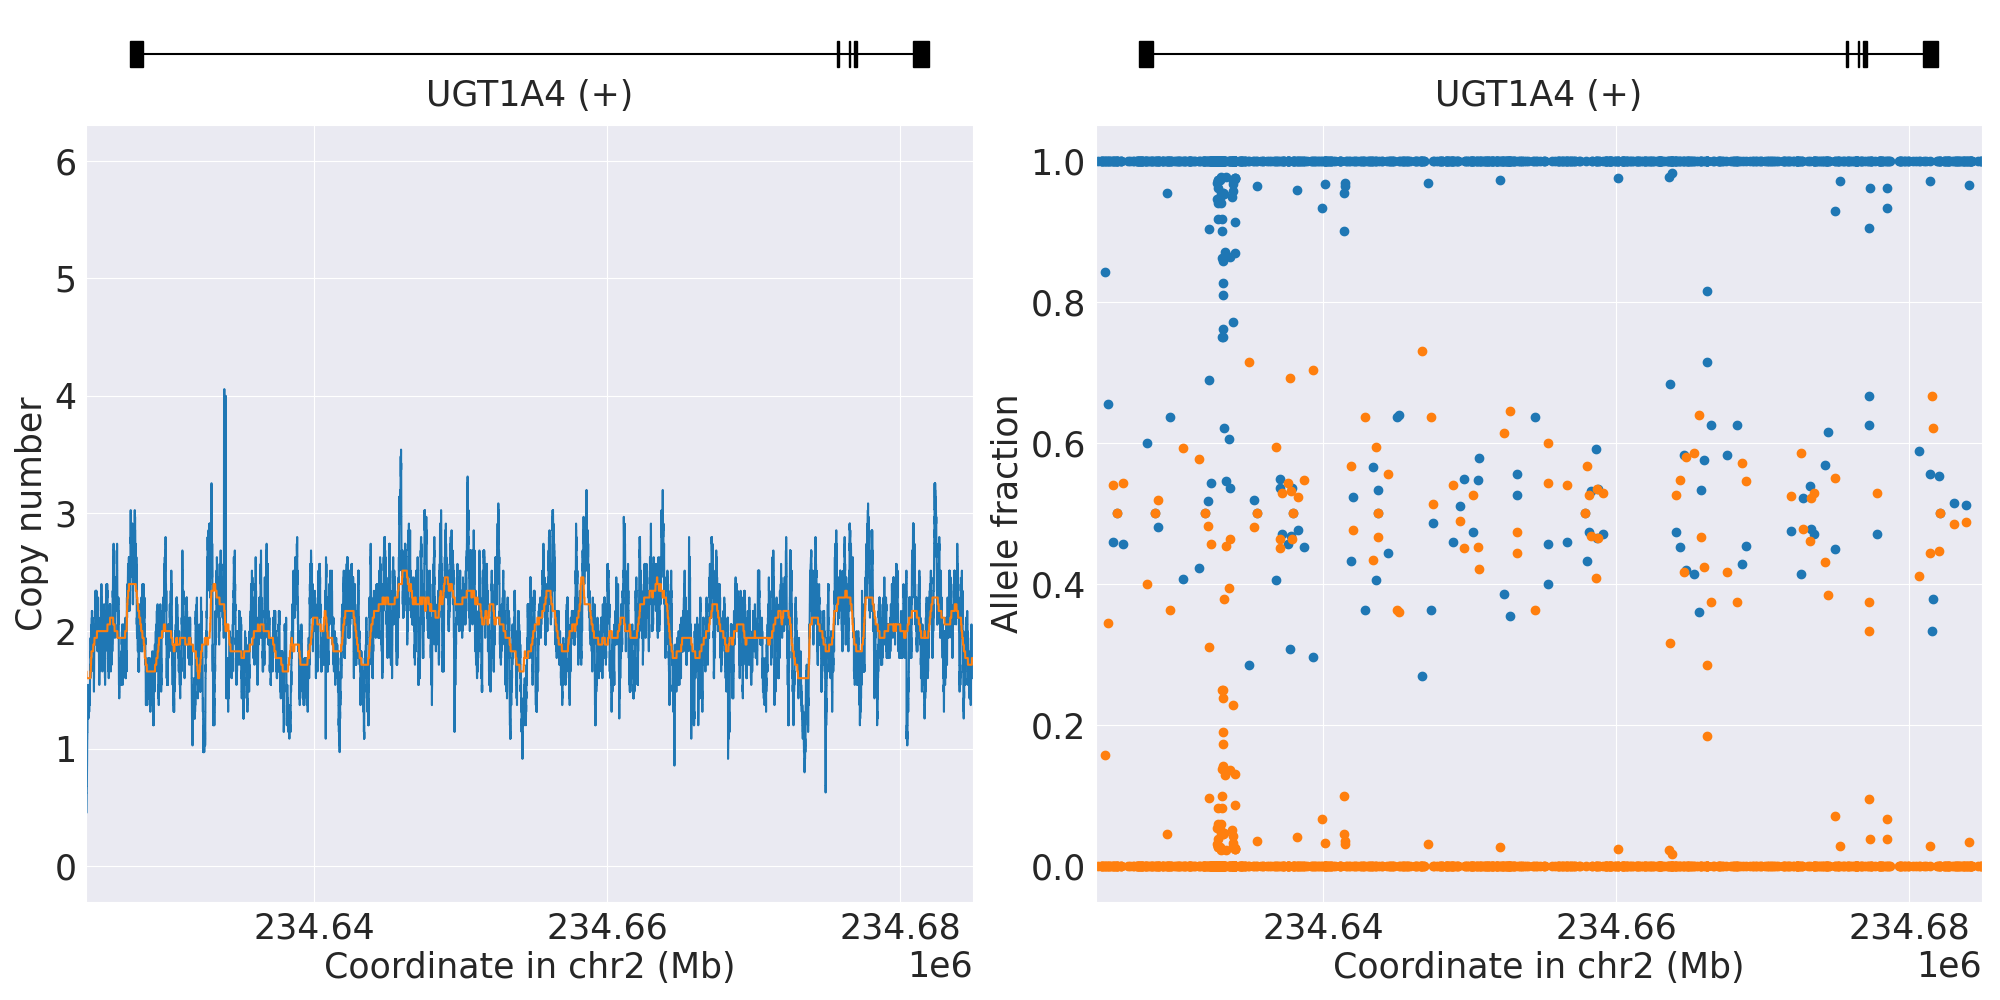 UGT1A4 (+)
6
5
4
3
2
1
0
Copy number
234.64 234.66 234.68
Coordinate in chr2 (Mb)
1e6
UGT1A4 (+)
1.0
0.8
0.6
0.4
0.2
0.0
Allele fraction
234.64 234.66 234.68
Coordinate in chr2 (Mb)
1e6